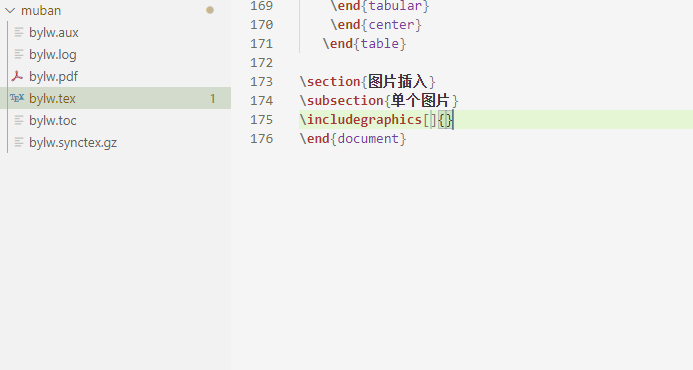 muban
bylw.aux
bylw.log
bylw.pdf
TEX bylw.tex 1
bylw.toc
bylw.synctex.gz
169 \end{tabular}
170 \end{center}
171 \end{table}
172
173 \section{图片插入}
174 \subsection{单个图片}
175 \includegraphics[]{}
176 \end{document}